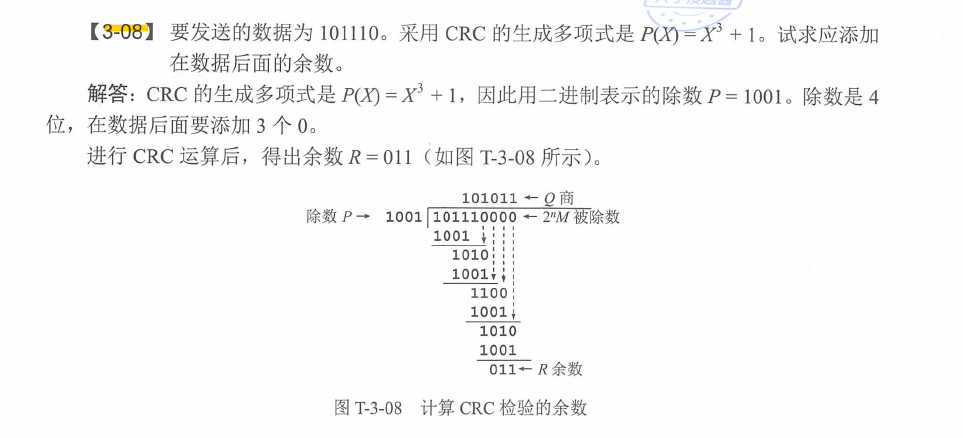 【3-08】 要发送的数据为 101110。采用 CRC 的生成多项式是 P(X) = X³ + 1。试求应添加
在数据后面的余数。
解答：CRC 的生成多项式是 P(X) = X³ + 1，因此用二进制表示的除数 P = 1001。除数是 4
位，在数据后面要添加 3 个 0。
进行 CRC 运算后，得出余数 R = 011（如图 T-3-08 所示）。
101011 ← Q 商
除数 P → 1001 101110000 ← 2ⁿM 被除数
1001
1010
1001
1100
1001
1010
1001
011 ← R 余数
图 T-3-08 计算 CRC 检验的余数